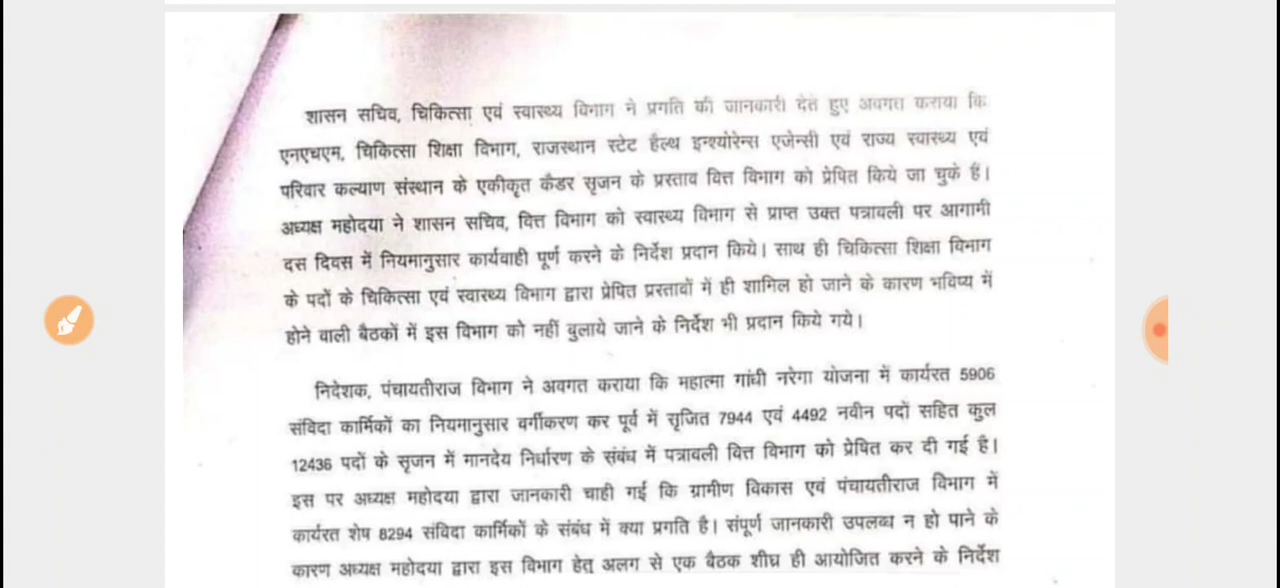 शासन सचिव, चिकित्सा एवं स्वास्थ्य विभाग ने प्रगति की जानकारी देते हुए अवगत कराया कि
एनएचएम, चिकित्सा शिक्षा विभाग, राजस्थान स्टेट हैल्थ इन्श्योरेन्स एजेन्सी एवं राज्य स्वास्थ्य एवं
परिवार कल्याण संस्थान के एकीकृत कैडर सृजन के प्रस्ताव वित्त विभाग को प्रेषित किये जा चुके हैं।
अध्यक्ष महोदया ने शासन सचिव, वित्त विभाग को स्वास्थ्य विभाग से प्राप्त उक्त पत्रावली पर आगामी
दस दिवस में नियमानुसार कार्यवाही पूर्ण करने के निर्देश प्रदान किये। साथ ही चिकित्सा शिक्षा विभाग
के पदों के चिकित्सा एवं स्वास्थ्य विभाग द्वारा प्रेषित प्रस्तावों में ही शामिल हो जाने के कारण भविष्य में
होने वाली बैठकों में इस विभाग को नहीं बुलाये जाने के निर्देश भी प्रदान किये गये।
निदेशक, पंचायतीराज विभाग ने अवगत कराया कि महात्मा गांधी नरेगा योजना में कार्यरत 5906
संविदा कार्मिकों का नियमानुसार वर्गीकरण कर पूर्व में सृजित 7944 एवं 4492 नवीन पदों सहित कुल
12436 पदों के सृजन में मानदेय निर्धारण के संबंध में पत्रावली वित्त विभाग को प्रेषित कर दी गई है।
इस पर अध्यक्ष महोदया द्वारा जानकारी चाही गई कि ग्रामीण विकास एवं पंचायतीराज विभाग में
कार्यरत शेष 8294 संविदा कार्मिकों के संबंध में क्या प्रगति है। संपूर्ण जानकारी उपलब्ध न हो पाने के
कारण अध्यक्ष महोदया द्वारा इस विभाग हेतु अलग से एक बैठक शीघ्र ही आयोजित करने के निर्देश